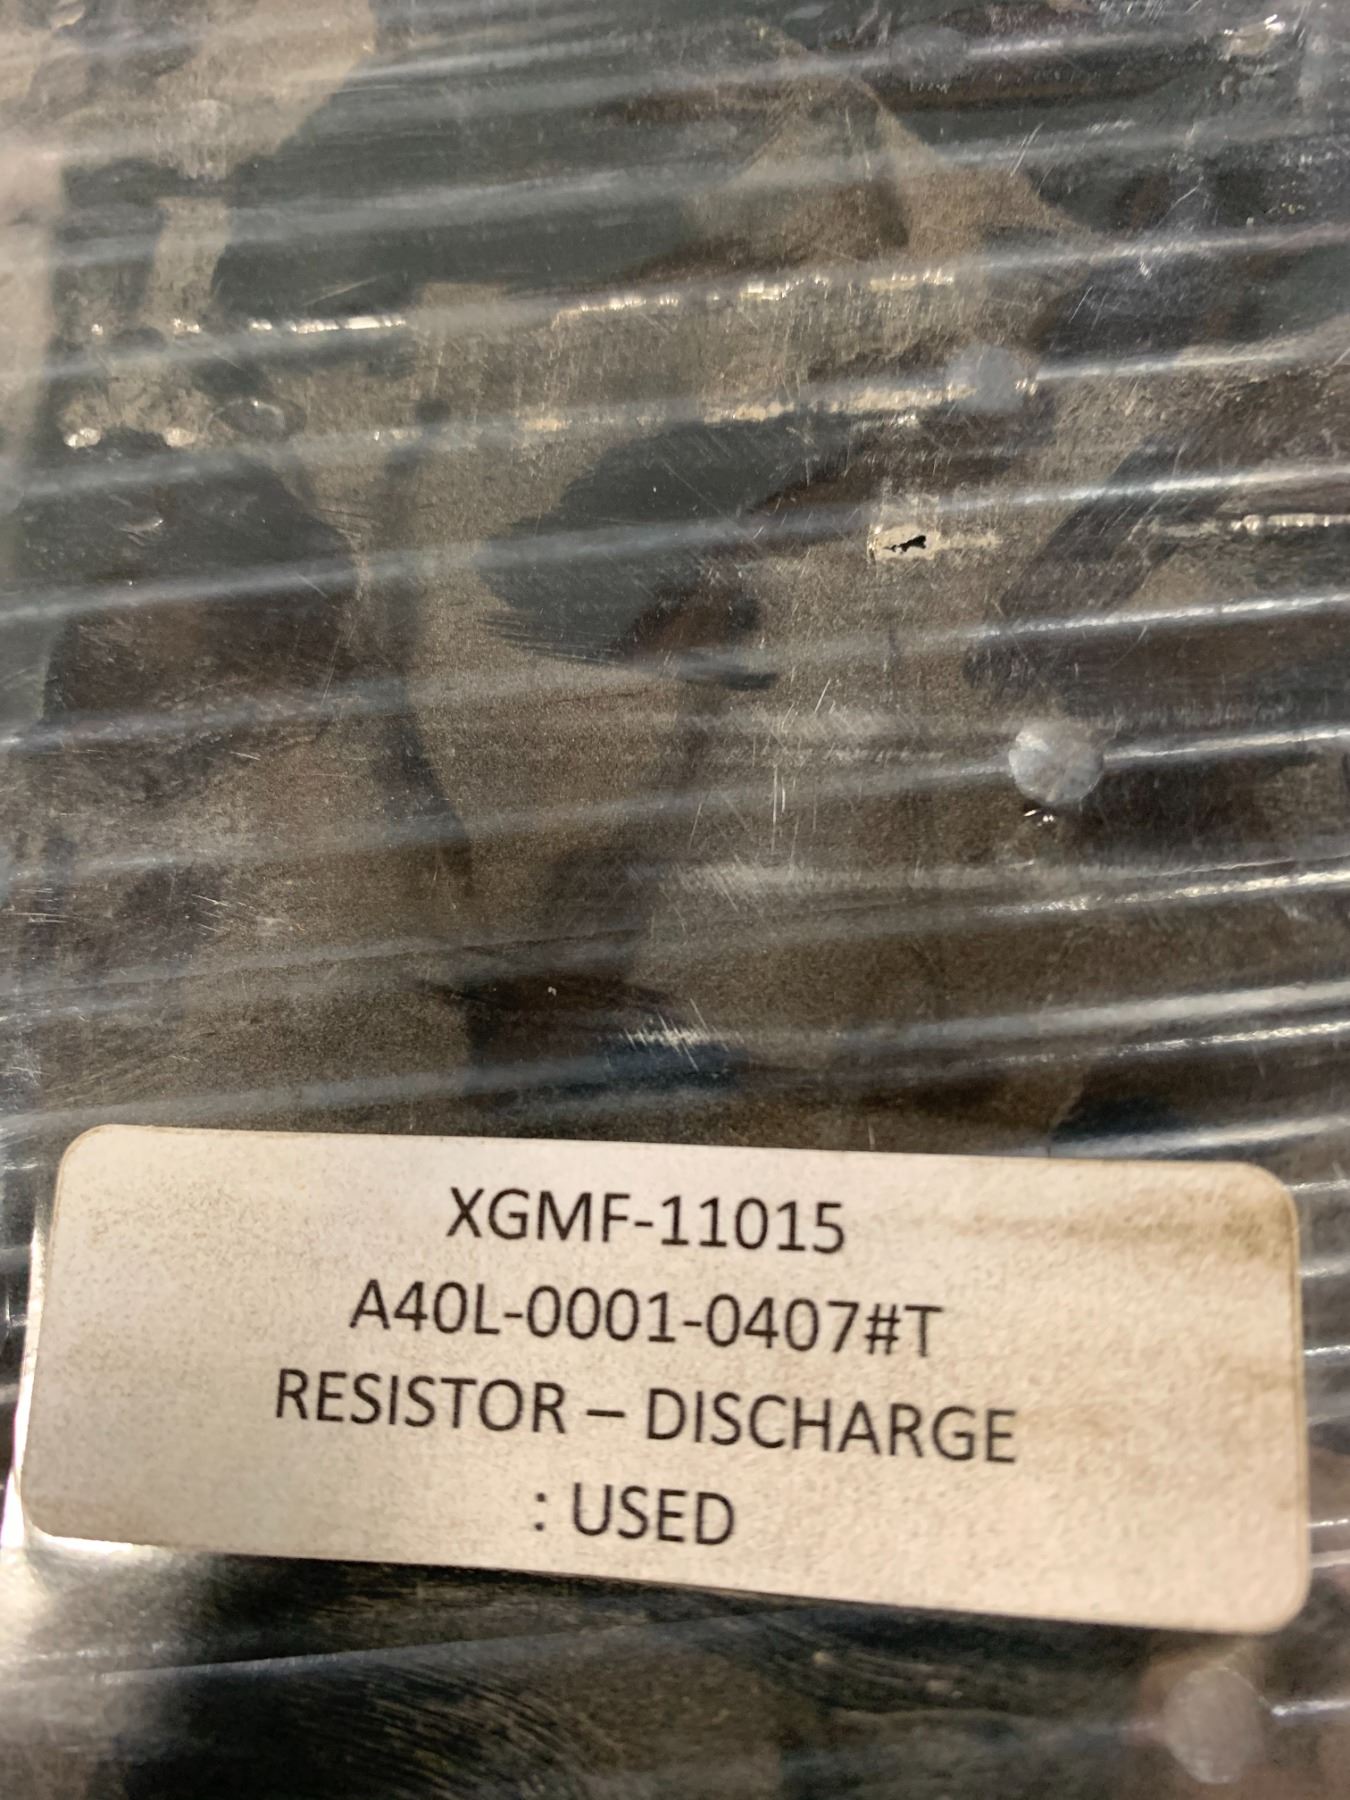 XGMF-11015
A40L-0001-0407#T
RESISTOR – DISCHARGE
: USED